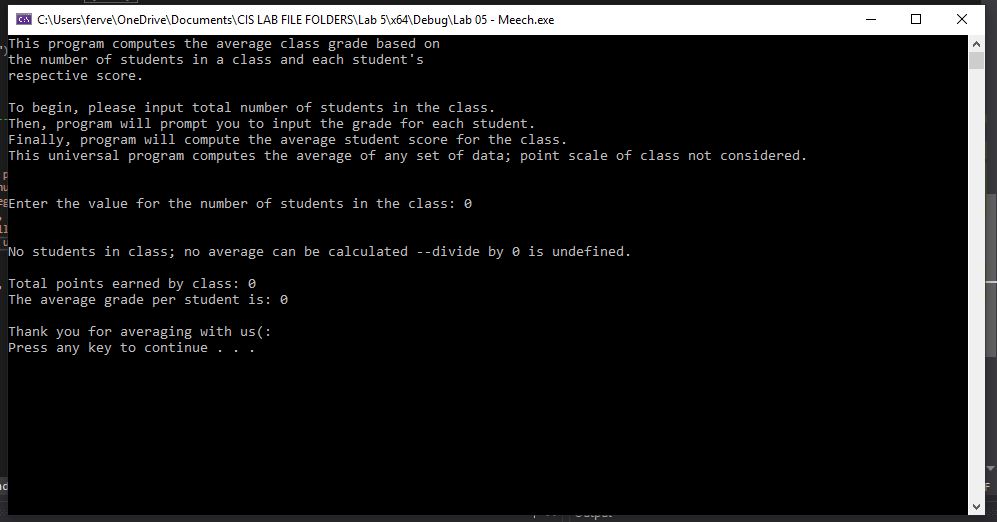 C:\Users\ferve\OneDrive\Documents\CIS LAB FILE FOLDERS\Lab 5\x64\Debug\Lab 05 - Meech.exe
This program computes the average class grade based on
the number of students in a class and each student's
respective score.
To begin, please input total number of students in the class.
Then, program will prompt you to input the grade for each student.
Finally, program will compute the average student score for the class.
This universal program computes the average of any set of data; point scale of class not considered.
Enter the value for the number of students in the class: 0
No students in class; no average can be calculated --divide by 0 is undefined.
Total points earned by class: 0
The average grade per student is: 0
Thank you for averaging with us(:
Press any key to continue . . .